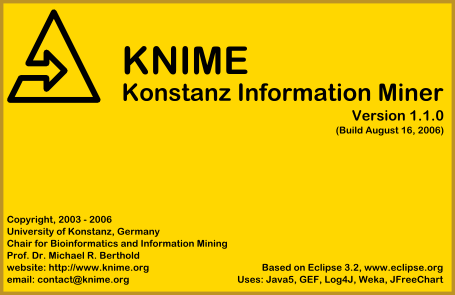 KNIME
Konstanz Information Miner
Version 1.1.0
(Build August 16, 2006)
Copyright, 2003 - 2006
University of Konstanz, Germany
Chair for Bioinformatics and Information Mining
Prof. Dr. Michael R. Berthold
website: http://www.knime.org
email: contact@knime.org
Based on Eclipse 3.2, www.eclipse.org
Uses: Java5, GEF, Log4J, Weka, JFreeChart